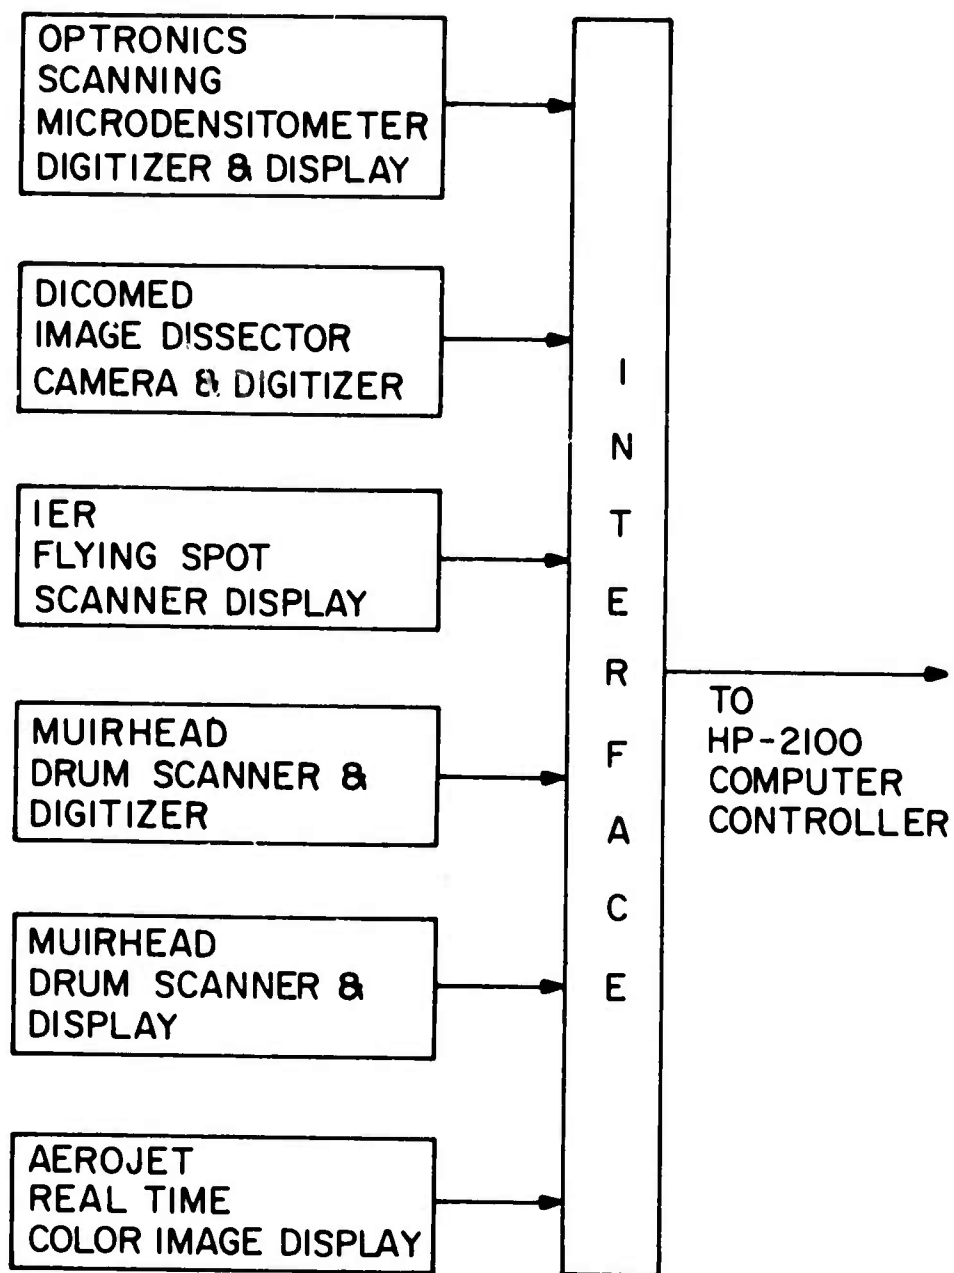 OPTRONICS
SCANNING
MICRODENSITOMETER
DIGITIZER & DISPLAY
DICOMED
IMAGE DISSECTOR
CAMERA & DIGITIZER
IER
FLYING SPOT
SCANNER DISPLAY
MUIRHEAD
DRUM SCANNER &
DIGITIZER
MUIRHEAD
DRUM SCANNER &
DISPLAY
AEROJET
REAL TIME
COLOR IMAGE DISPLAY
INTERFACE
TO
HP-2100
COMPUTER
CONTROLLER